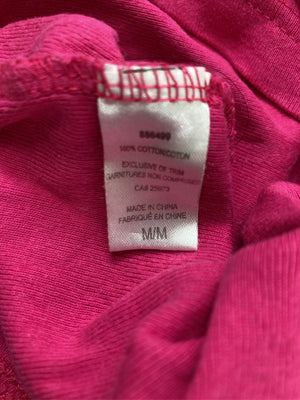 556499
100% COTTON/COTON
EXCLUSIVE OF TRIM
GARNITURES NON COMPRISES
CA# 25973
MADE IN CHINA
FABRIQUÉ EN CHINE
M/M